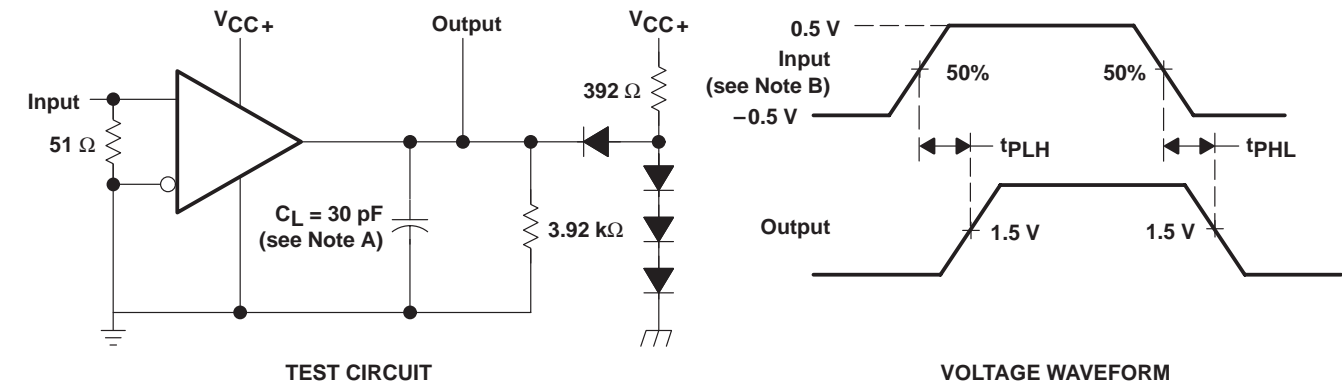 VCC+
Output
VCC+
Input
51 Ω
392 Ω
CL = 30 pF
(see Note A)
3.92 kΩ
TEST CIRCUIT
0.5 V
Input
(see Note B)
−0.5 V
50%
50%
tPLH
tPHL
Output
1.5 V
1.5 V
VOLTAGE WAVEFORM